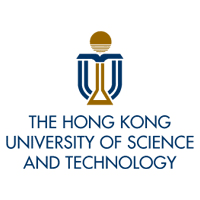 THE HONG KONG
UNIVERSITY OF SCIENCE
AND TECHNOLOGY